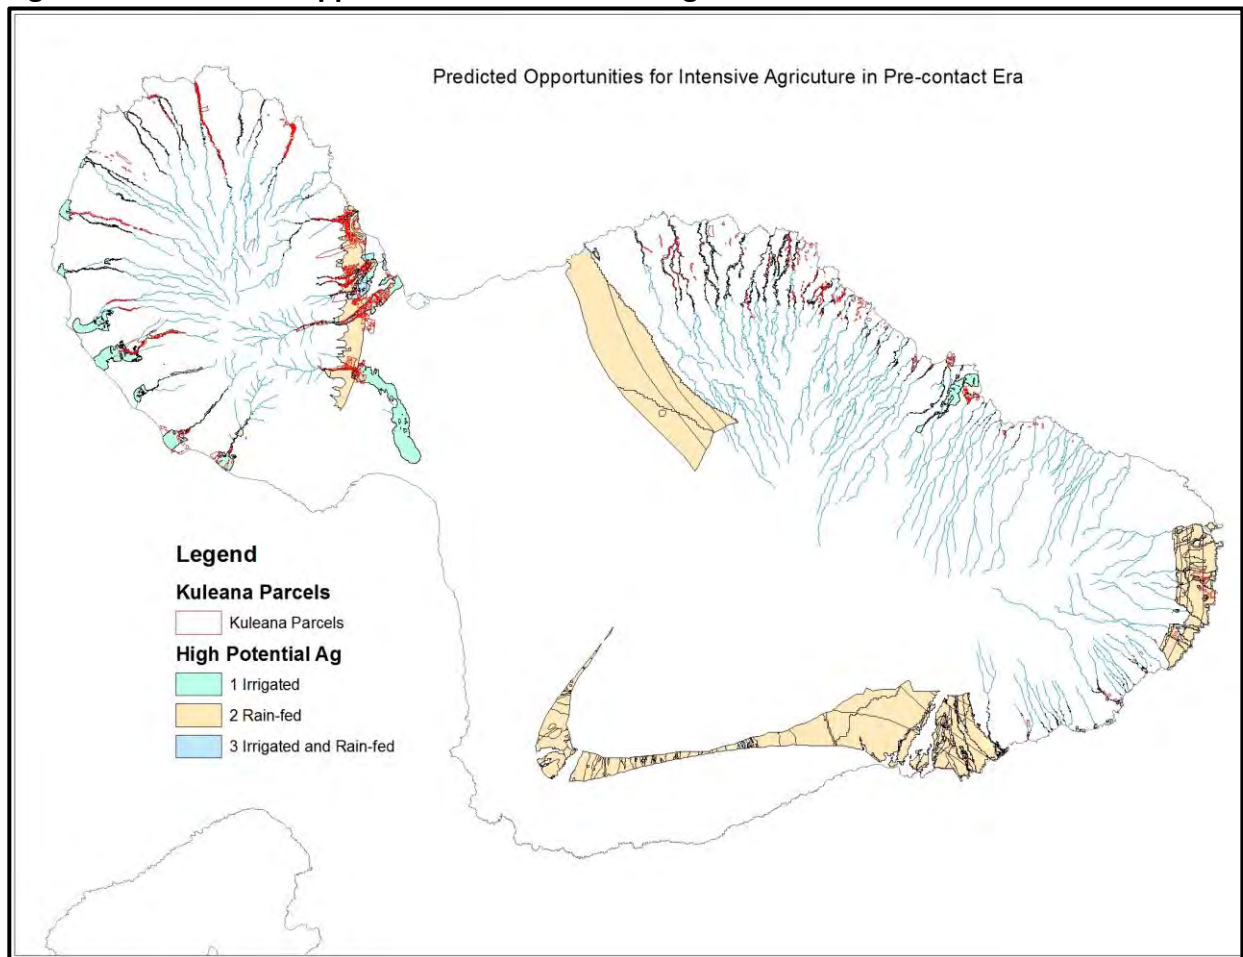 Predicted Opportunities for Intensive Agricuture in Pre-contact Era
Legend
Kuleana Parcels
Kuleana Parcels
High Potential Ag
1 Irrigated
2 Rain-fed
3 Irrigated and Rain-fed